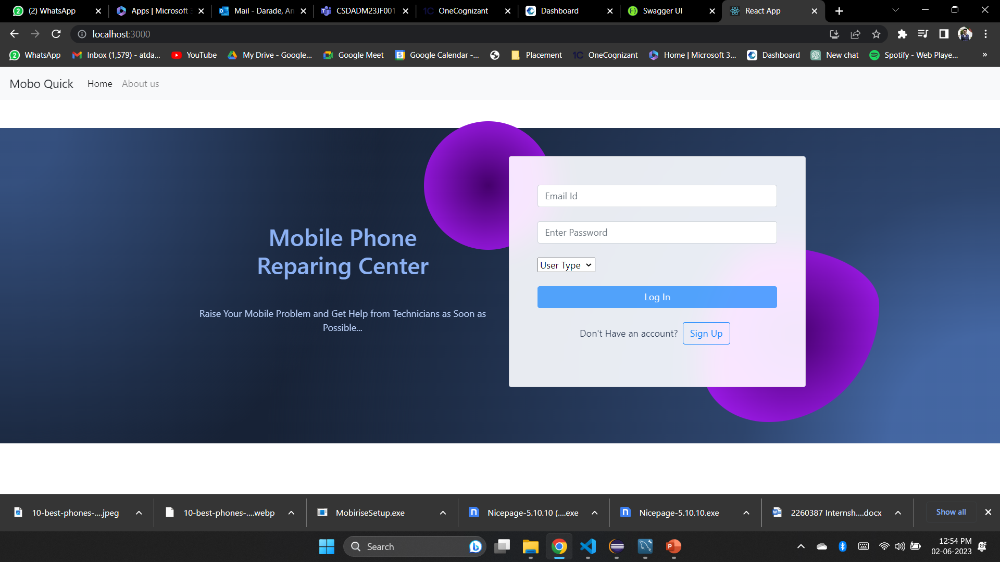 (2) WhatsApp
Apps | Microsoft 3
Mail - Darade, An
CSDADM23JF001
OneCognizant
Dashboard
Swagger UI
React App
localhost:3000
WhatsApp
Inbox (1,579) - atda...
YouTube
My Drive - Google...
Google Meet
Google Calendar -...
Placement
OneCognizant
Home | Microsoft 3...
Dashboard
New chat
Spotify - Web Playe...
»
Mobo Quick
Home
About us
Mobile Phone
Reparing Center
Raise Your Mobile Problem and Get Help from Technicians as Soon as
Possible...
Email Id
Enter Password
User Type
Log In
Don't Have an account? Sign Up
10-best-phones-....jpeg
10-best-phones-....webp
MobiriseSetup.exe
Nicepage-5.10.10 (....exe
Nicepage-5.10.10.exe
2260387 Internsh....docx
Show all
Search
12:54 PM
02-06-2023